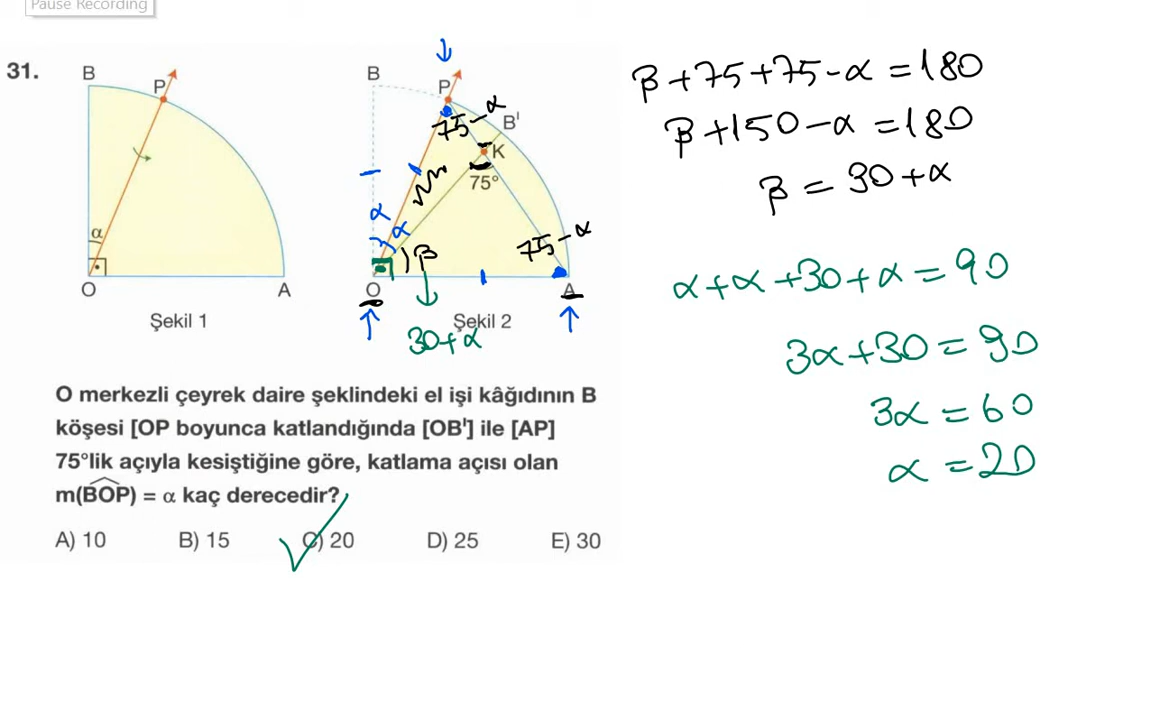 Pause Recording
31.
B
P
α
O
A
Şekil 1
B
P
75-α
B'
K
75°
α
α
75-α
β
O
A
Şekil 2
30+α
β+75+75-α=180
β+150-α=180
β=30+α
α+α+30+α=90
3α+30=90
3α=60
α=20
O merkezli çeyrek daire şeklindeki el işi kâğıdının B
köşesi [OP boyunca katlandığında [OB'] ile [AP]
75°lik açıyla kesiştiğine göre, katlama açısı olan
m(BOP) = α kaç derecedir?
A) 10 B) 15 C) 20 D) 25 E) 30